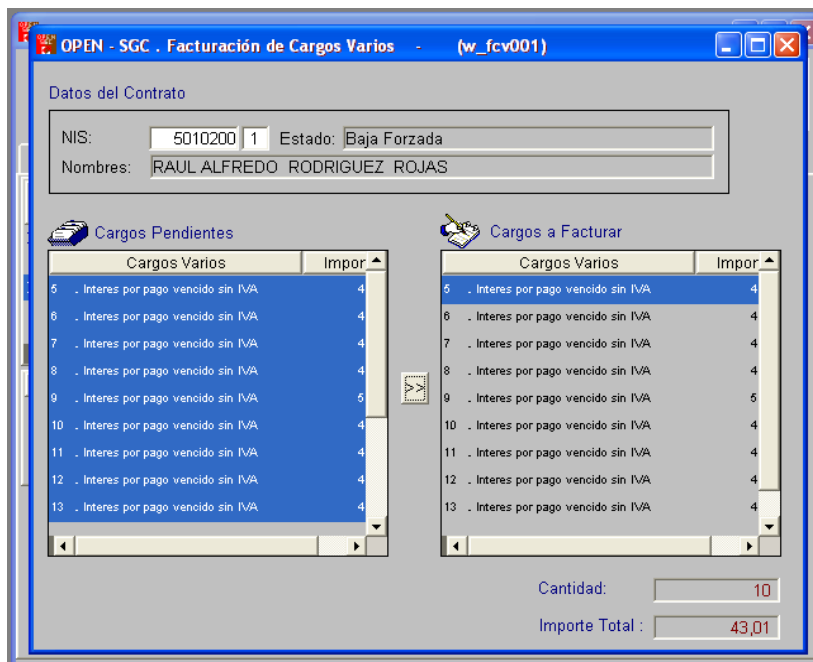 OPEN - SGC . Facturación de Cargos Varios - (w_fcv001)
Datos del Contrato
NIS: 5010200 1 Estado: Baja Forzada
Nombres: RAUL ALFREDO RODRIGUEZ ROJAS
Cargos Pendientes
Cargos Varios Impor
5 . Interes por pago vencido sin IVA 4
6 . Interes por pago vencido sin IVA 4
7 . Interes por pago vencido sin IVA 4
8 . Interes por pago vencido sin IVA 4
9 . Interes por pago vencido sin IVA 5
10 . Interes por pago vencido sin IVA 4
11 . Interes por pago vencido sin IVA 4
12 . Interes por pago vencido sin IVA 4
13 . Interes por pago vencido sin IVA 4
>>
Cargos a Facturar
Cargos Varios Impor
5 . Interes por pago vencido sin IVA 4
6 . Interes por pago vencido sin IVA 4
7 . Interes por pago vencido sin IVA 4
8 . Interes por pago vencido sin IVA 4
9 . Interes por pago vencido sin IVA 5
10 . Interes por pago vencido sin IVA 4
11 . Interes por pago vencido sin IVA 4
12 . Interes por pago vencido sin IVA 4
13 . Interes por pago vencido sin IVA 4
Cantidad: 10
Importe Total : 43,01